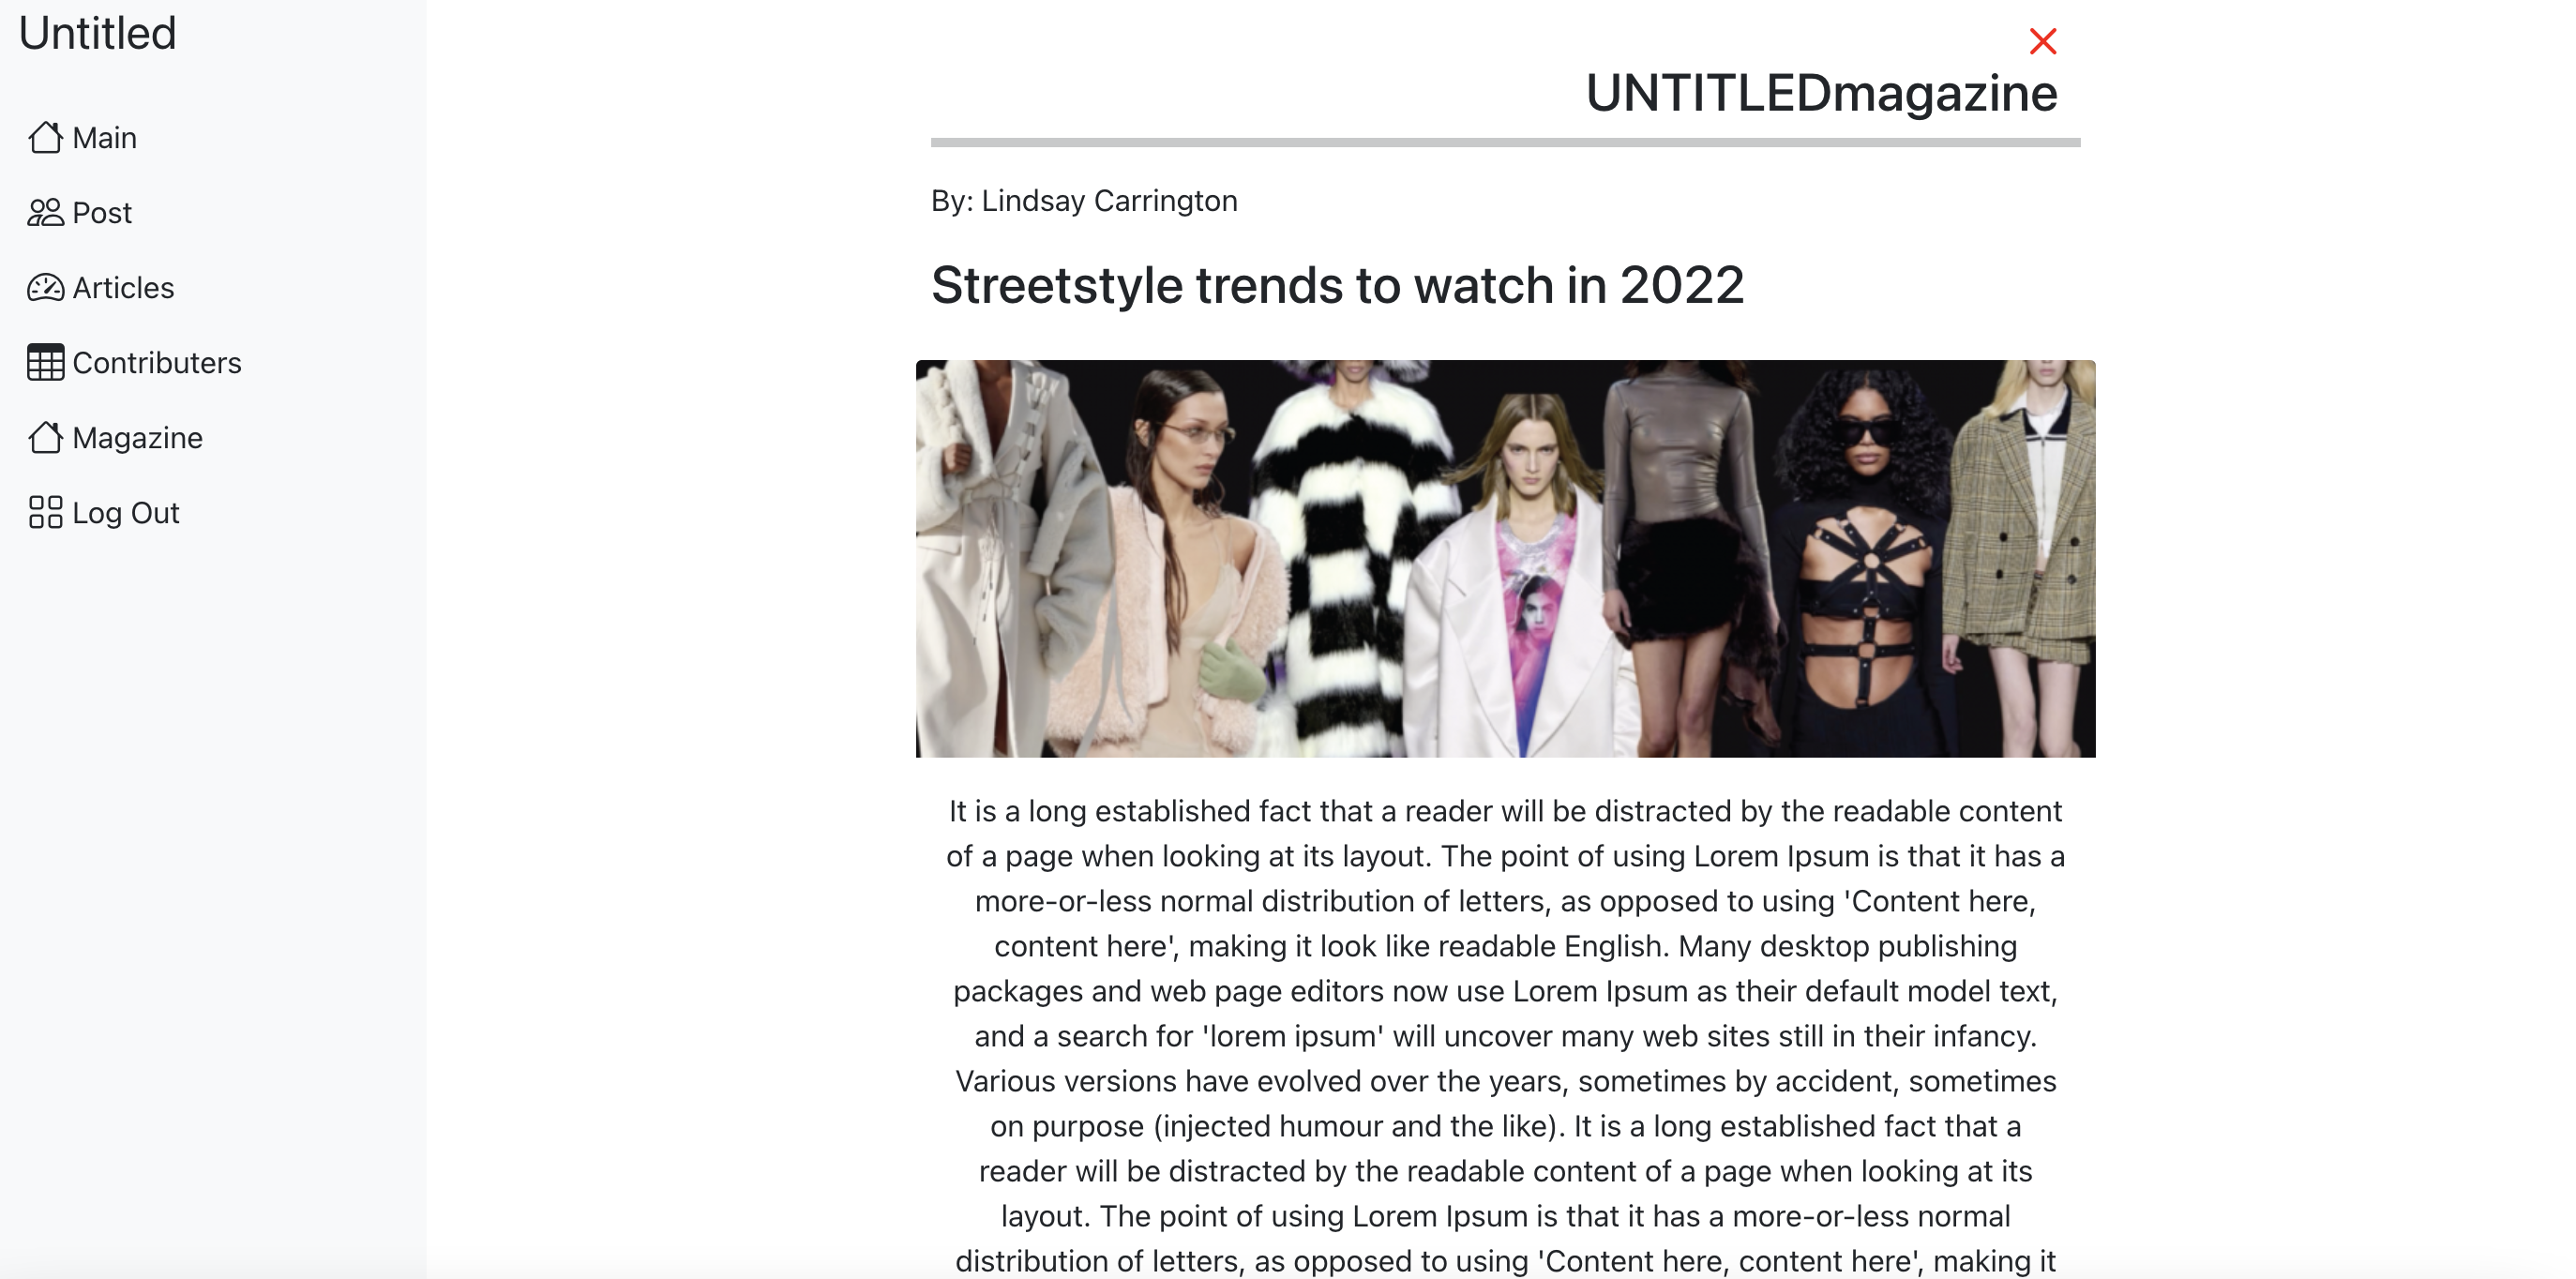 Untitled
Main
Post
Articles
Contributers
Magazine
Log Out
UNTITLEDmagazine
By: Lindsay Carrington
Streetstyle trends to watch in 2022
It is a long established fact that a reader will be distracted by the readable content
of a page when looking at its layout. The point of using Lorem Ipsum is that it has a
more-or-less normal distribution of letters, as opposed to using 'Content here,
content here', making it look like readable English. Many desktop publishing
packages and web page editors now use Lorem Ipsum as their default model text,
and a search for 'lorem ipsum' will uncover many web sites still in their infancy.
Various versions have evolved over the years, sometimes by accident, sometimes
on purpose (injected humour and the like). It is a long established fact that a
reader will be distracted by the readable content of a page when looking at its
layout. The point of using Lorem Ipsum is that it has a more-or-less normal
distribution of letters, as opposed to using 'Content here, content here', making it